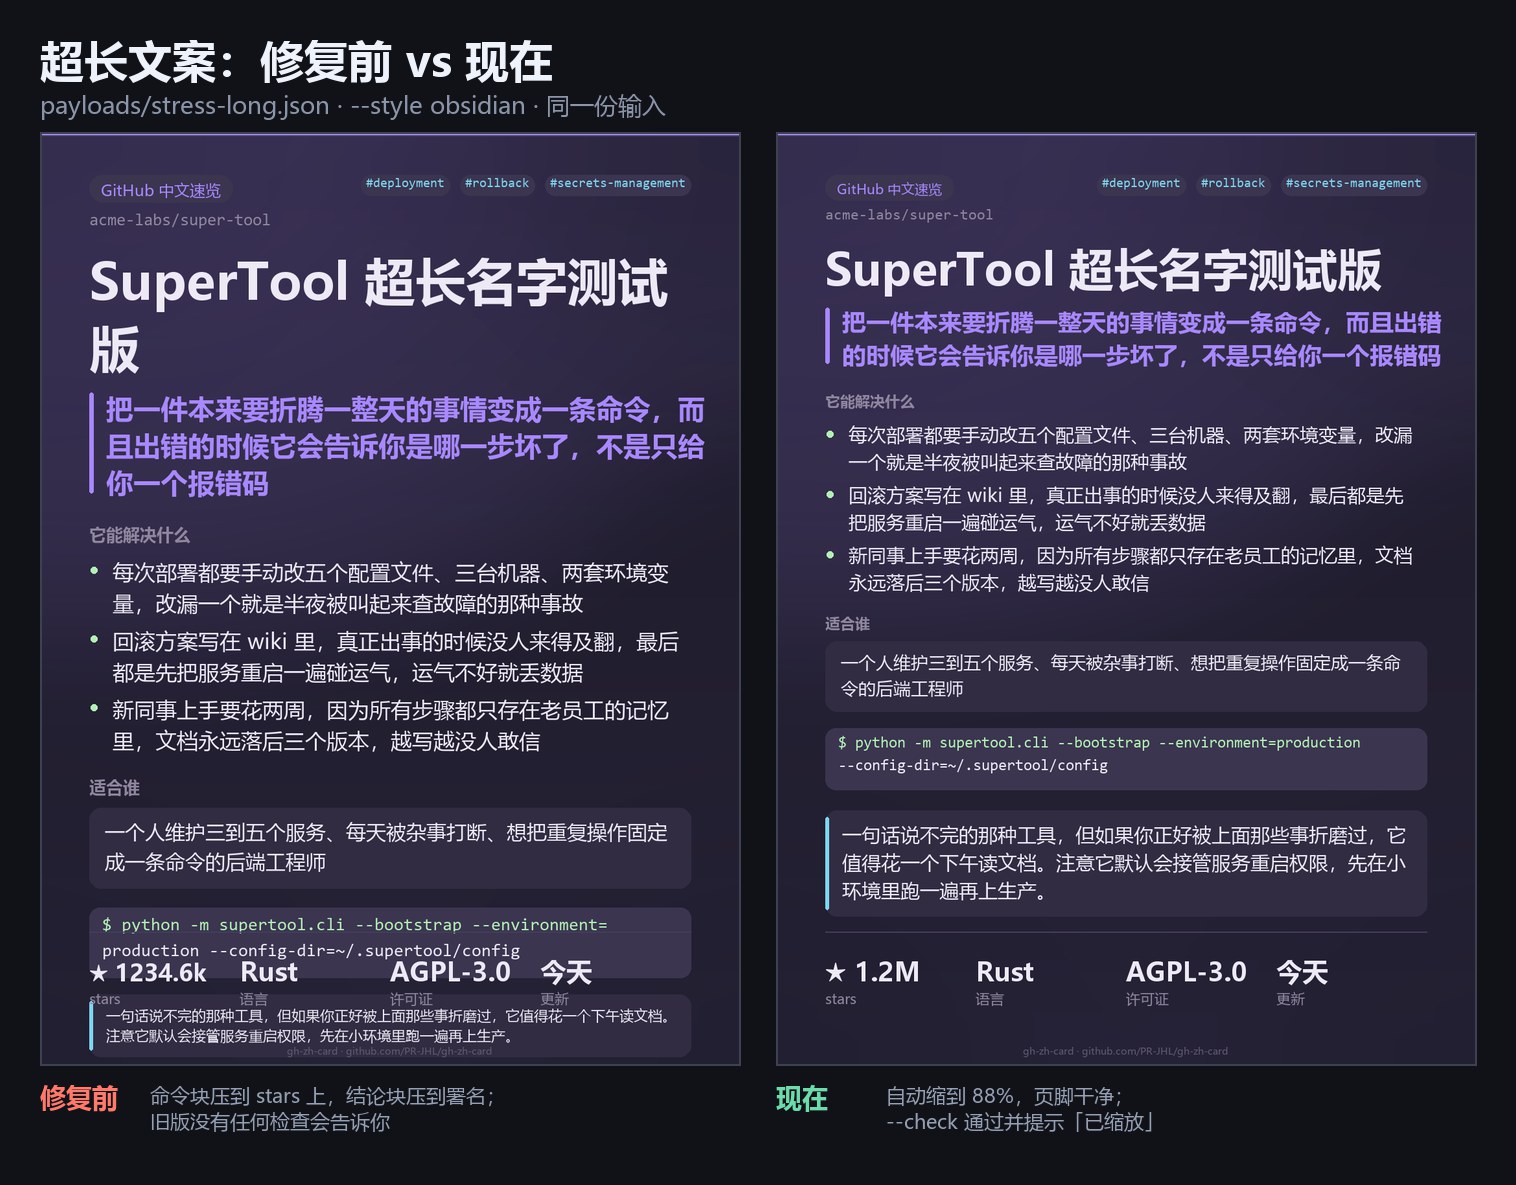 超长文案：修复前 vs 现在
payloads/stress-long.json · --style obsidian · 同一份输入
GitHub 中文速览
#deployment #rollback #secrets-management
acme-labs/super-tool
SuperTool 超长名字测试
版
把一件本来要折腾一整天的事情变成一条命令，而
且出错的时候它会告诉你是哪一步坏了，不是只给
你一个报错码
它能解决什么
• 每次部署都要手动改五个配置文件、三台机器、两套环境变
量，改漏一个就是半夜被叫起来查故障的那种事故
• 回滚方案写在 wiki 里，真正出事的时候没人来得及翻，最后
都是先把服务重启一遍碰运气，运气不好就丢数据
• 新同事上手要花两周，因为所有步骤都只存在老员工的记忆
里，文档永远落后三个版本，越写越没人敢信
适合谁
一个人维护三到五个服务、每天被杂事打断、想把重复操作固定
成一条命令的后端工程师
$ python -m supertool.cli --bootstrap --environment=
production --config-dir=~/.supertool/config
★ 1234.6k Rust AGPL-3.0 今天
stars 语言 许可证 更新
一句话说不完的那种工具，但如果你正好被上面那些事折磨过，它值得花一个下午读文档。
注意它默认会接管服务重启权限，先在小环境里跑一遍再上生产。
gh-zh-card · github.com/PR-JHL/gh-zh-card
修复前
命令块压到 stars 上，结论块压到署名；
旧版没有任何检查会告诉你
GitHub 中文速览
#deployment #rollback #secrets-management
acme-labs/super-tool
SuperTool 超长名字测试版
把一件本来要折腾一整天的事情变成一条命令，而且出错
的时候它会告诉你是哪一步坏了，不是只给你一个报错码
它能解决什么
• 每次部署都要手动改五个配置文件、三台机器、两套环境变量，改漏
一个就是半夜被叫起来查故障的那种事故
• 回滚方案写在 wiki 里，真正出事的时候没人来得及翻，最后都是先
把服务重启一遍碰运气，运气不好就丢数据
• 新同事上手要花两周，因为所有步骤都只存在老员工的记忆里，文档
永远落后三个版本，越写越没人敢信
适合谁
一个人维护三到五个服务、每天被杂事打断、想把重复操作固定成一条命
令的后端工程师
$ python -m supertool.cli --bootstrap --environment=production
--config-dir=~/.supertool/config
一句话说不完的那种工具，但如果你正好被上面那些事折磨过，它
值得花一个下午读文档。注意它默认会接管服务重启权限，先在小
环境里跑一遍再上生产。
★ 1.2M Rust AGPL-3.0 今天
stars 语言 许可证 更新
gh-zh-card · github.com/PR-JHL/gh-zh-card
现在
自动缩到 88%，页脚干净；
--check 通过并提示「已缩放」